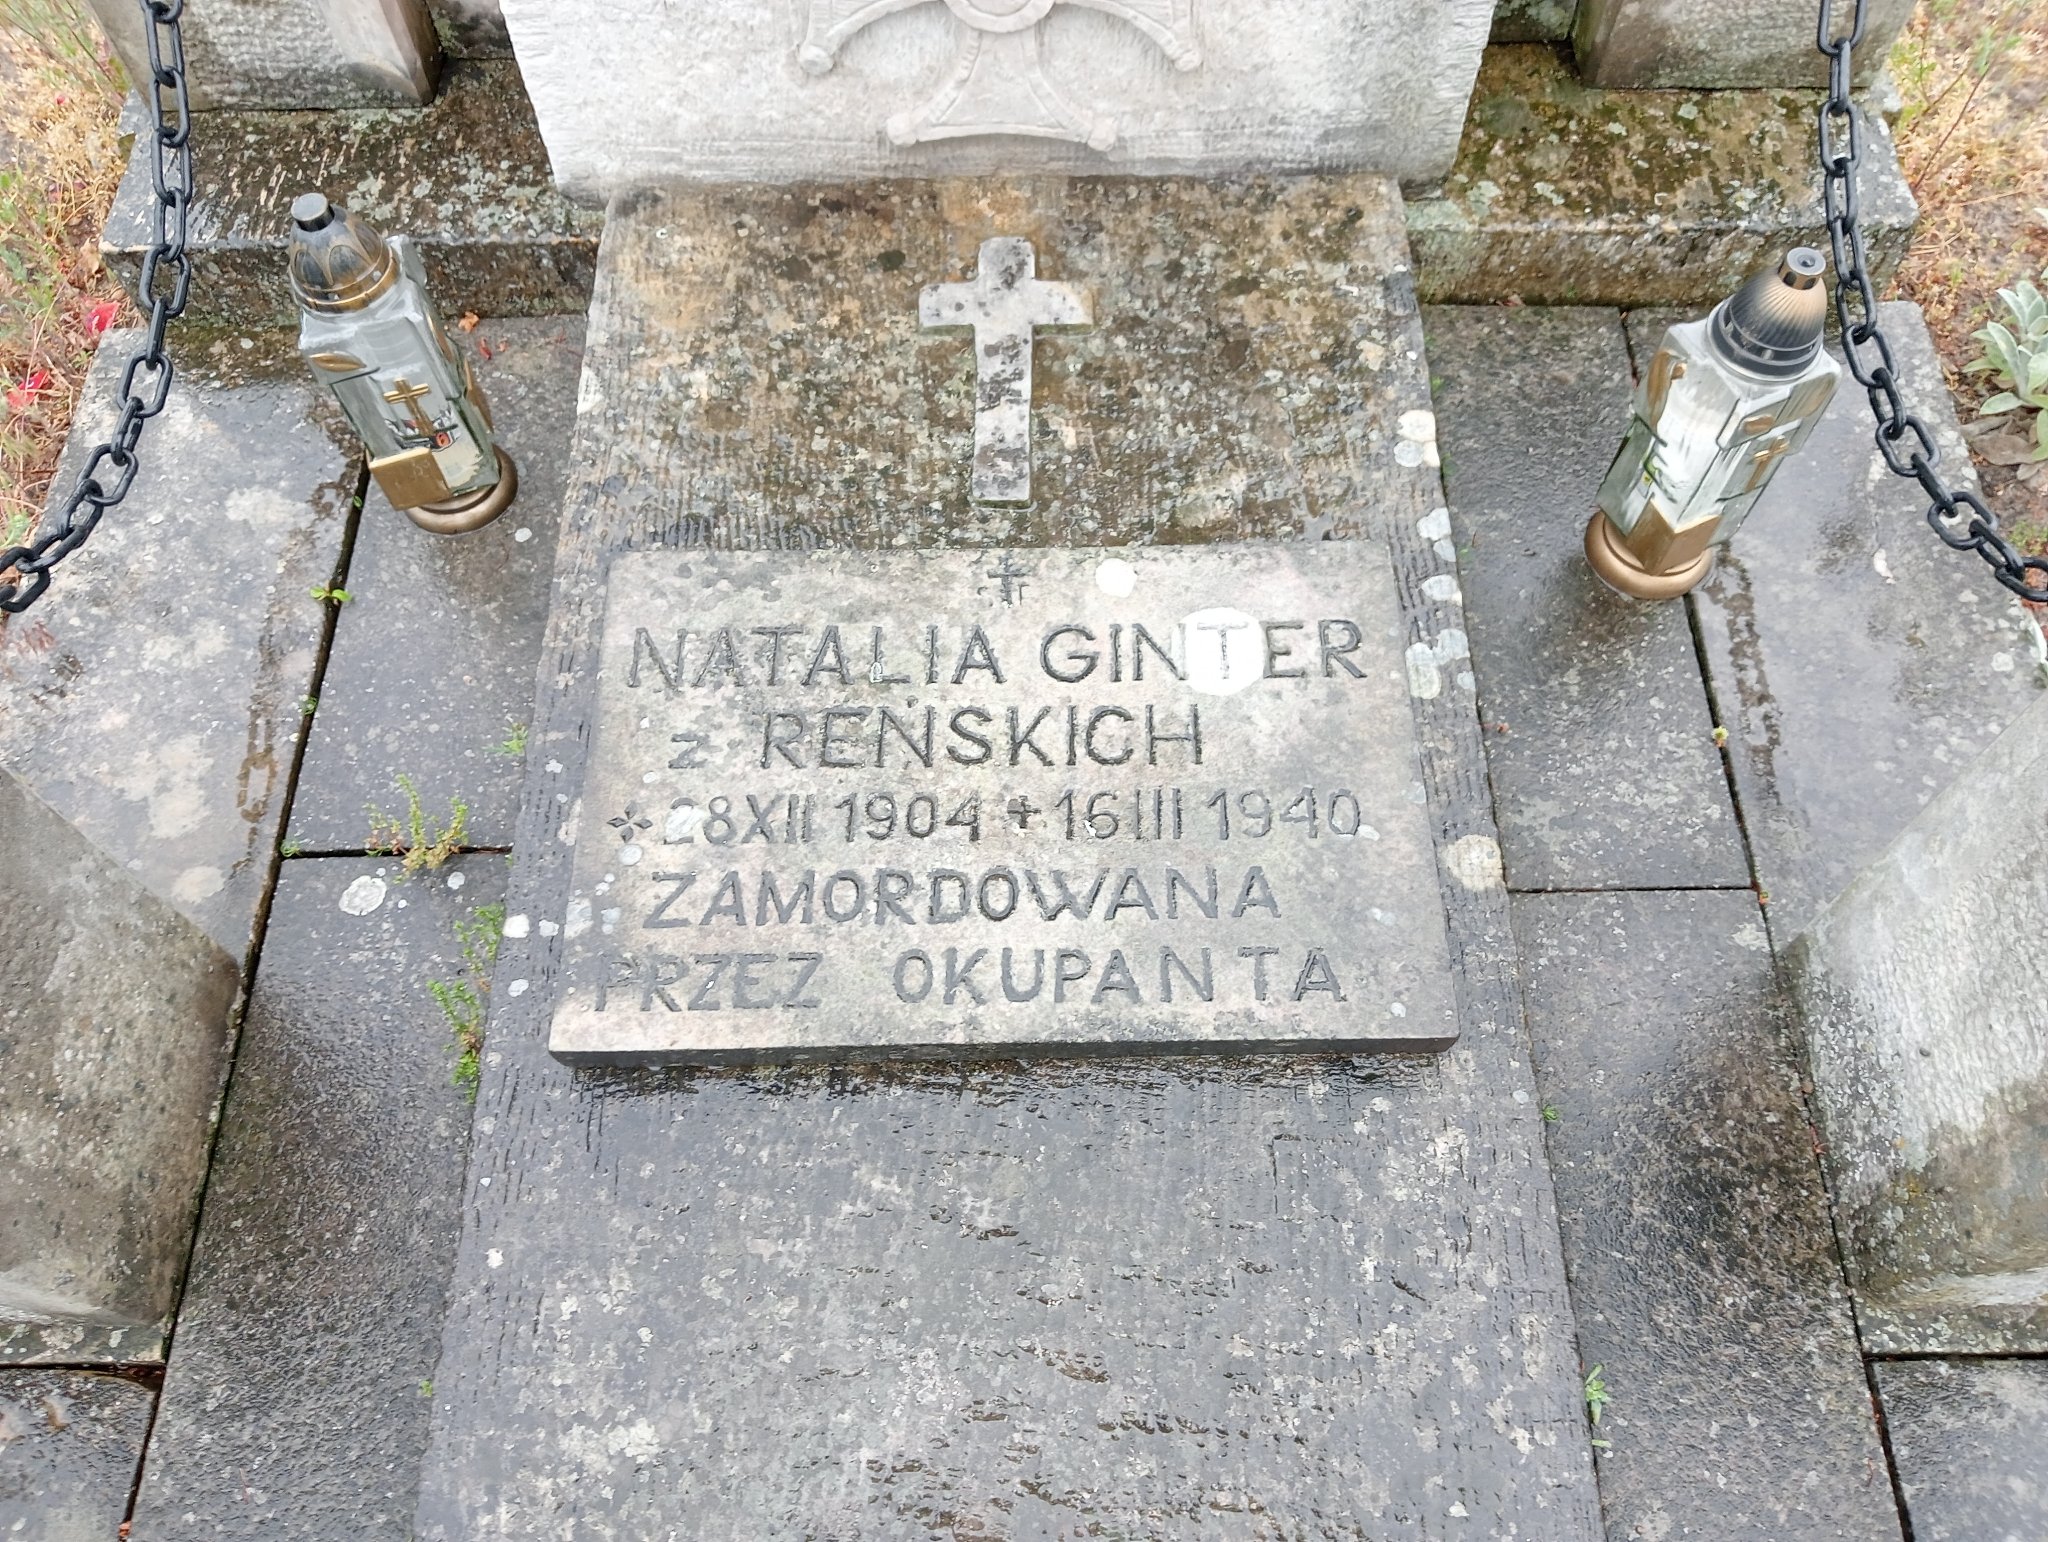 NATALIA GINTER
z REŃSKICH
28 XII 1904 + 16 III 1940
ZAMORDOWANA
PRZEZ OKUPANTA